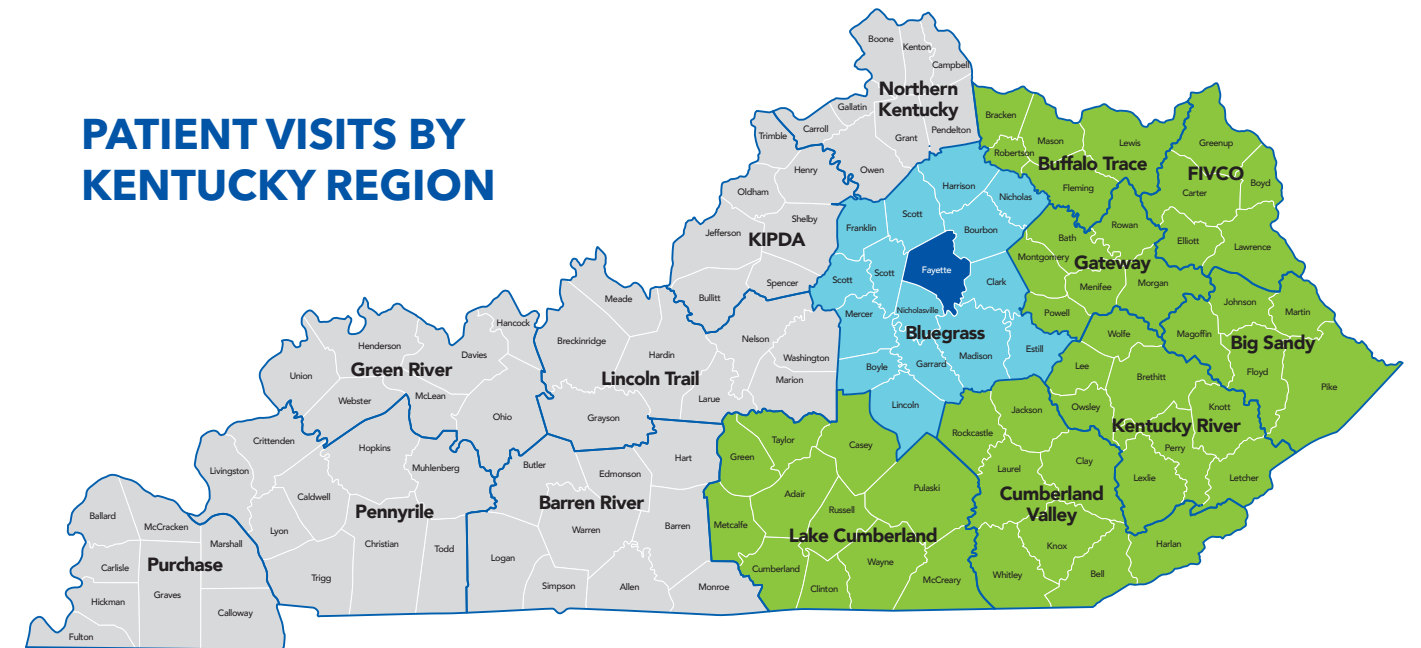 PATIENT VISITS BY
KENTUCKY REGION
Boone
Kenton
Campbell
Northern
Kentucky
Gallatin
Carroll
Grant
Pendelton
Owen
Trimble
Henry
Oldham
Shelby
Jefferson
KIPDA
Spencer
Bullitt
Bracken
Mason
Lewis
Robertson
Buffalo Trace
Fleming
Greenup
FIVCO
Boyd
Carter
Elliott
Lawrence
Rowan
Bath
Montgomery
Gateway
Menifee
Morgan
Powell
Harrison
Nicholas
Scott
Franklin
Bourbon
Fayette
Scott
Scott
Clark
Mercer
Nicholasville
Bluegrass
Madison
Estill
Boyle
Garrard
Lincoln
Johnson
Martin
Magoffin
Big Sandy
Floyd
Pike
Wolfe
Lee
Brethitt
Owsley
Knott
Kentucky River
Perry
Lexlie
Letcher
Meade
Breckinridge
Hardin
Nelson
Washington
Lincoln Trail
Marion
Larue
Grayson
Hancock
Henderson
Davies
Green River
Union
Webster
McLean
Ohio
Crittenden
Hopkins
Livingston
Muhlenberg
Caldwell
Pennyrile
Lyon
Christian
Todd
Trigg
Butler
Edmonson
Hart
Barren River
Warren
Barren
Logan
Simpson
Allen
Monroe
Taylor
Casey
Green
Adair
Pulaski
Russell
Metcalfe
Lake Cumberland
Cumberland
Wayne
Clinton
McCreary
Jackson
Rockcastle
Laurel
Clay
Cumberland
Valley
Knox
Harlan
Whitley
Bell
Ballard
McCracken
Marshall
Carlisle
Purchase
Hickman
Graves
Calloway
Fulton